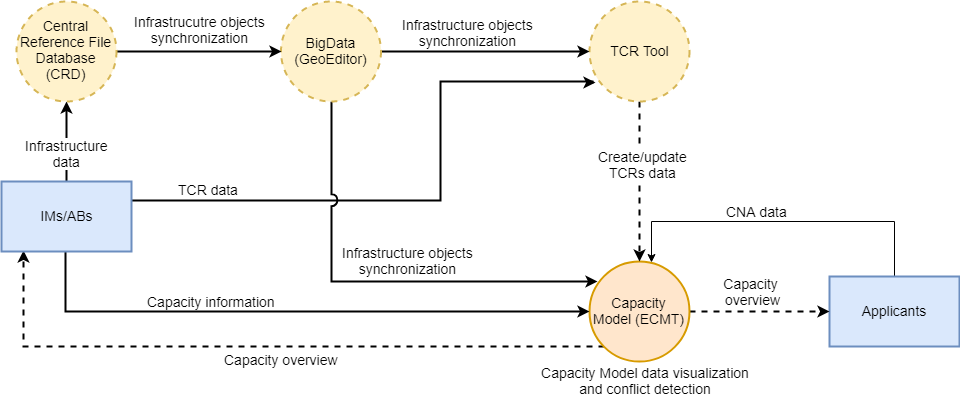 Central
Reference File
Database
(CRD)
Infrastrucutre objects
synchronization
BigData
(GeoEditor)
Infrastructure objects
synchronization
TCR Tool
Infrastructure
data
Create/update
TCRs data
TCR data
IMs/ABs
CNA data
Infrastructure objects
synchronization
Capacity information
Capacity
Model (ECMT)
Capacity
overview
Applicants
Capacity overview
Capacity Model data visualization
and conflict detection